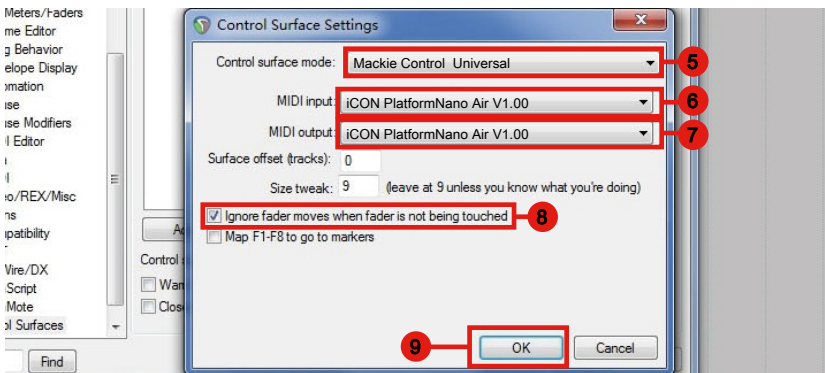 Meters/Faders
me Editor
g Behavior
elope Display
omation
use
use Modifiers
I Editor
eo/REX/Misc
ns
npatibility
Wire/DX
Script
Mote
ol Surfaces
Find
Control Surface Settings
Control surface mode: Mackie Control Universal 5
MIDI input: iCON PlatformNano Air V1.00 6
MIDI output: iCON PlatformNano Air V1.00 7
Surface offset (tracks): 0
Size tweak: 9 (leave at 9 unless you know what you're doing)
Ignore fader moves when fader is not being touched 8
Map F1-F8 to go to markers
Control
Clos
9 OK Cancel